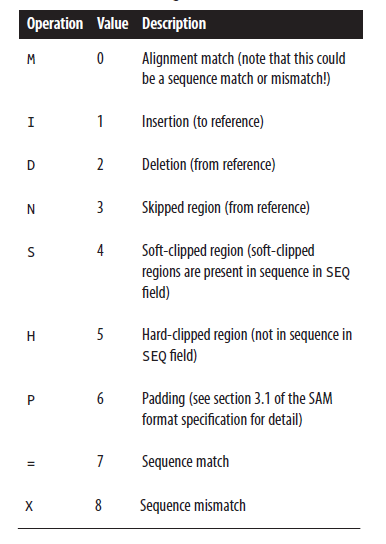 Operation Value Description
M 0 Alignment match (note that this could
be a sequence match or mismatch!)
I 1 Insertion (to reference)
D 2 Deletion (from reference)
N 3 Skipped region (from reference)
S 4 Soft-clipped region (soft-clipped
regions are present in sequence in SEQ
field)
H 5 Hard-clipped region (not in sequence in
SEQ field)
P 6 Padding (see section 3.1 of the SAM
format specification for detail)
= 7 Sequence match
X 8 Sequence mismatch